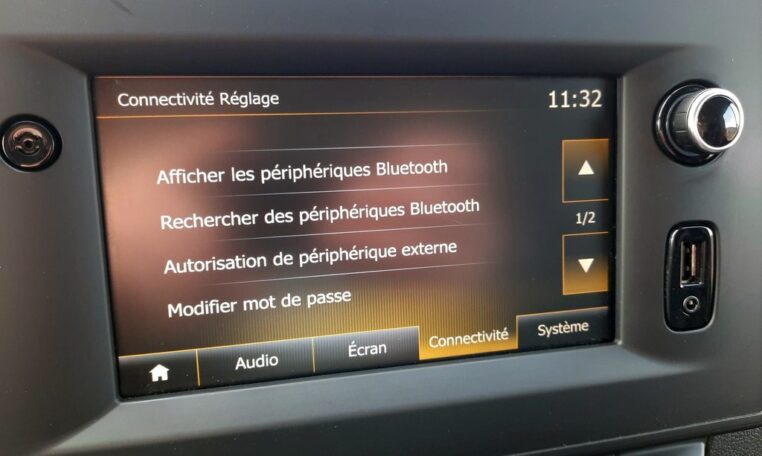 Connectivité Réglage
11:32
Afficher les périphériques Bluetooth
Rechercher des périphériques Bluetooth
1/2
Autorisation de périphérique externe
Modifier mot de passe
Audio
Écran
Connectivité
Système